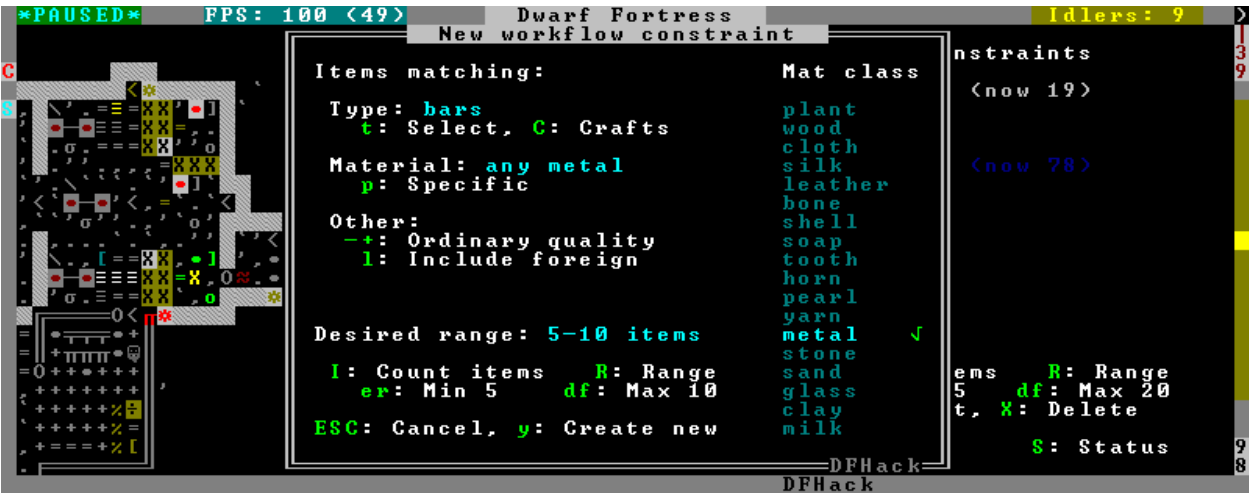 *PAUSED* FPS: 100 (49) Dwarf Fortress Idlers: 9
New workflow constraint
nstraints
Items matching: Mat class
(now 19)
Type: bars plant
t: Select, C: Crafts wood
cloth
Material: any metal silk (now 78)
p: Specific leather
bone
Other: shell
-+: Ordinary quality soap
l: Include foreign tooth
horn
pearl
yarn
Desired range: 5-10 items metal √
stone
I: Count items R: Range sand ems R: Range
er: Min 5 df: Max 10 glass 5 df: Max 20
clay t, X: Delete
ESC: Cancel, y: Create new milk
S: Status
DFHack
DFHack